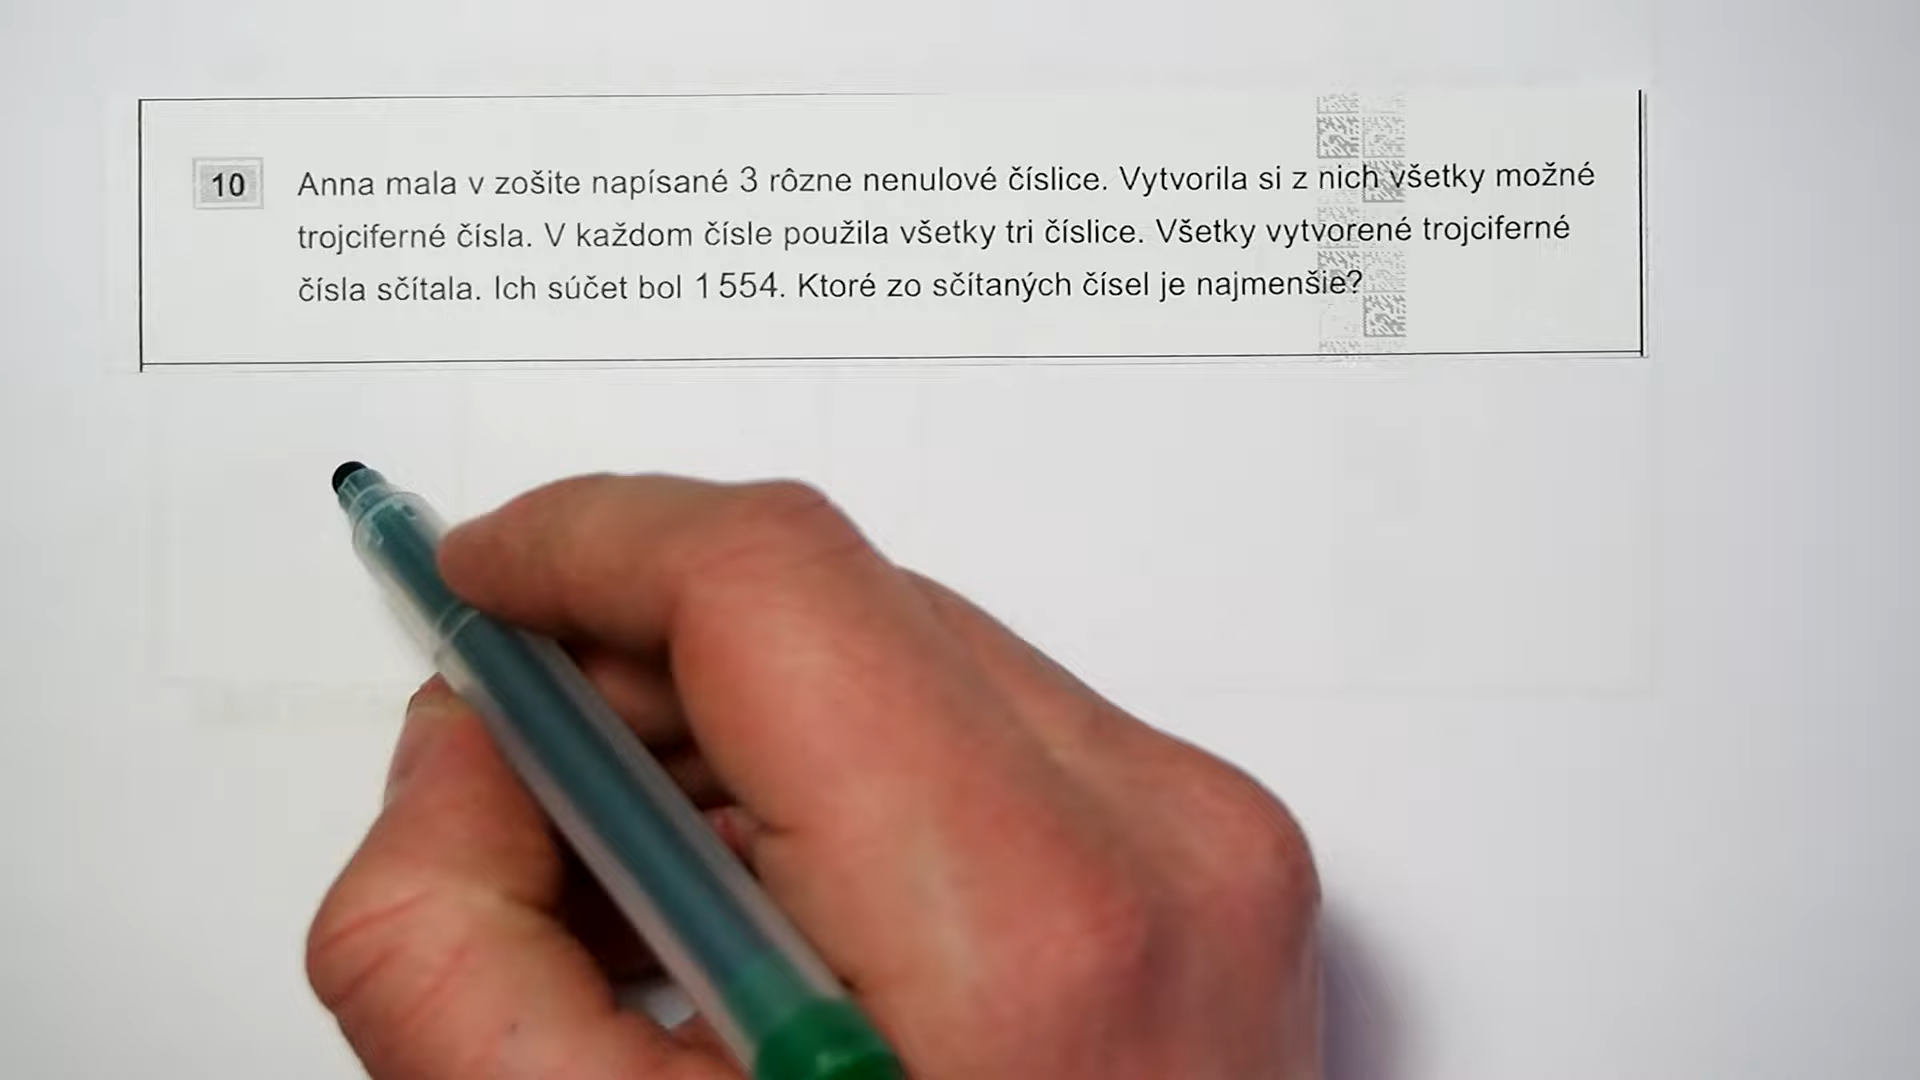 10 Anna mala v zošite napísané 3 rôzne nenulové číslice. Vytvorila si z nich všetky možné
trojciferné čísla. V každom čísle použila všetky tri číslice. Všetky vytvorené trojciferné
čísla sčítala. Ich súčet bol 1 554. Ktoré zo sčítaných čísel je najmenšie?